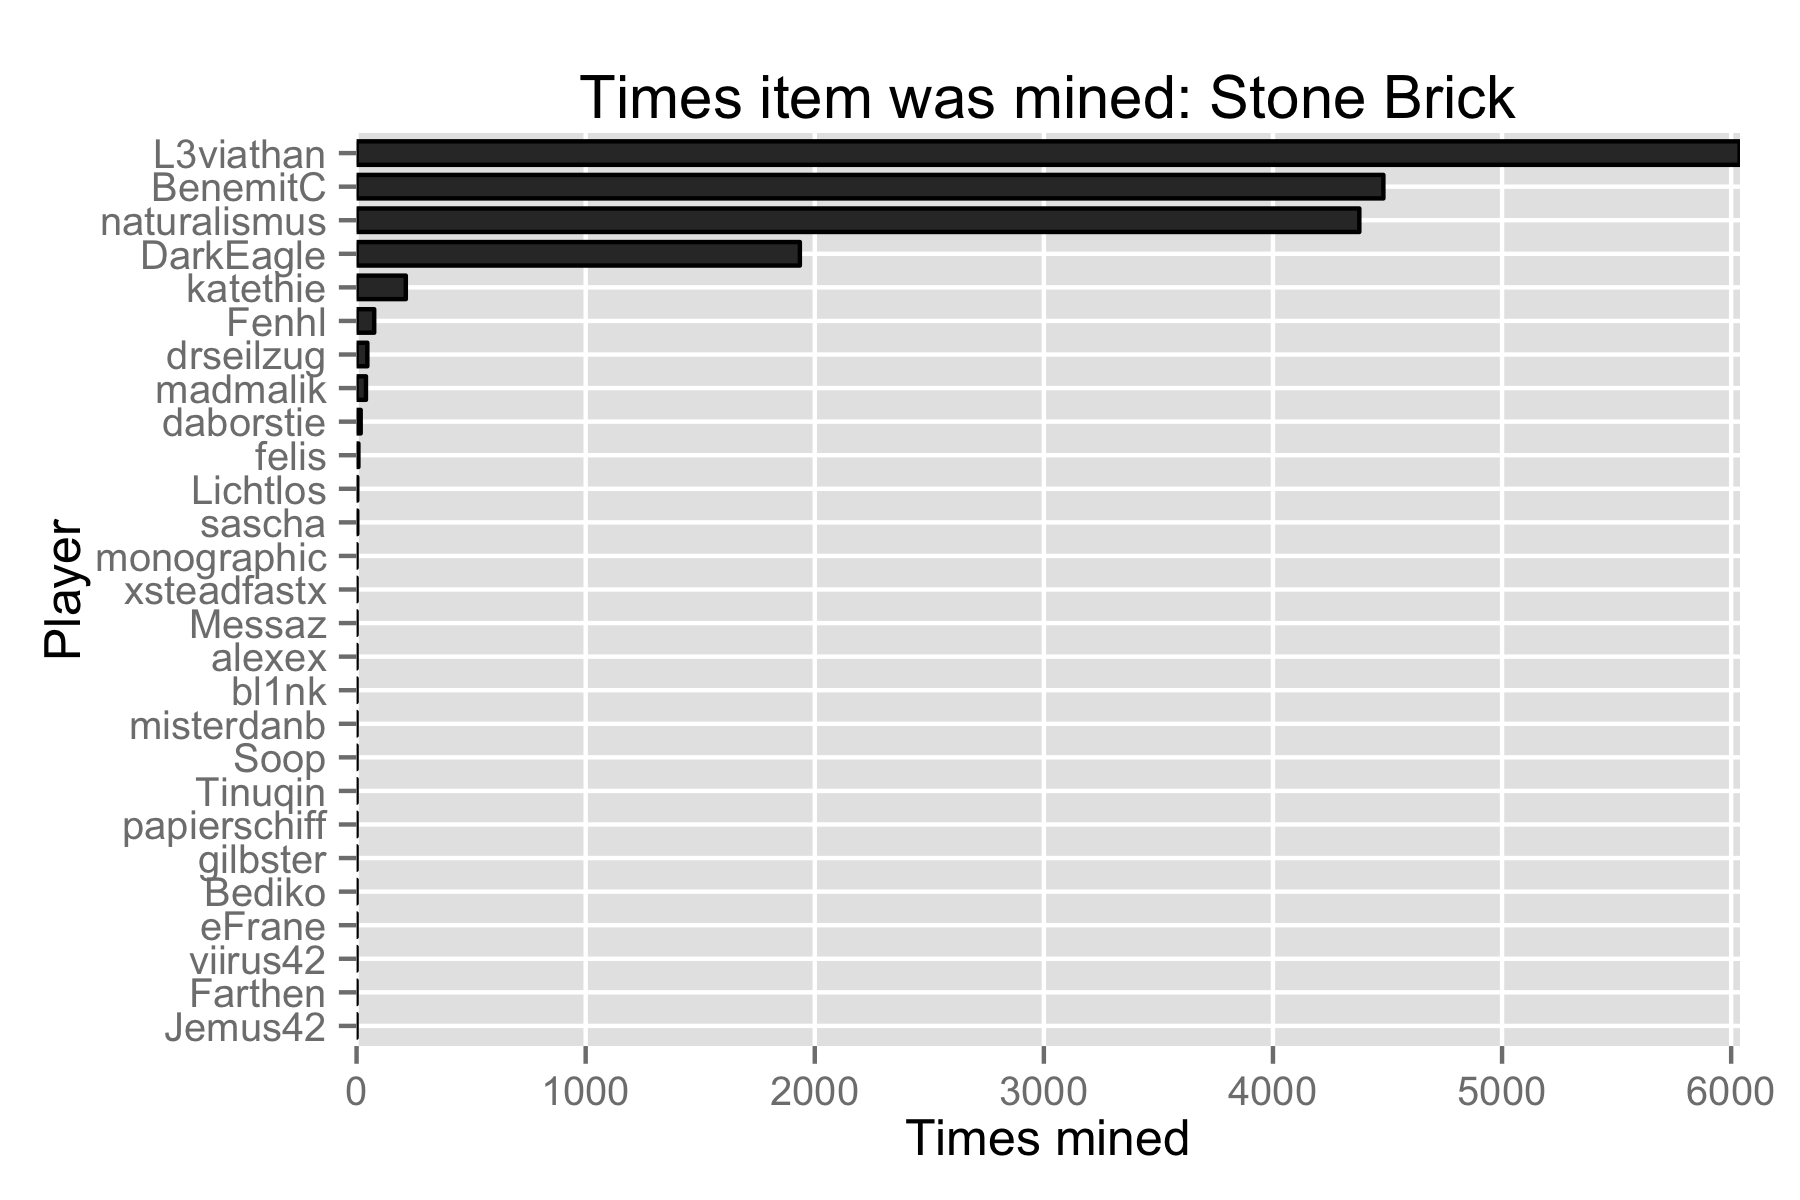 Times item was mined: Stone Brick
L3viathan
BenemitC
naturalismus
DarkEagle
katethie
Fenhl
drseilzug
madmalik
daborstie
felis
Lichtlos
sascha
monographic
xsteadfastx
Messaz
alexex
bl1nk
misterdanb
Soop
Tinuqin
papierschiff
gilbster
Bediko
eFrane
viirus42
Farthen
Jemus42
Player
0 1000 2000 3000 4000 5000 6000
Times mined